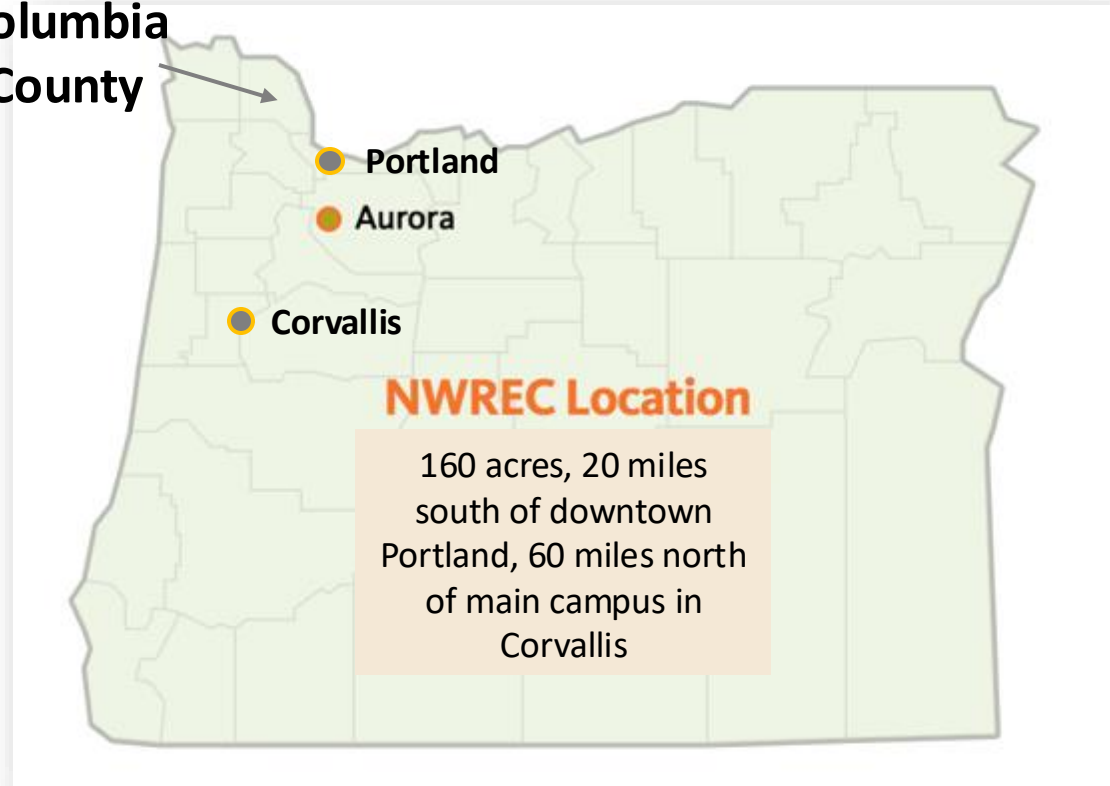 olumbia
County
Portland
Aurora
Corvallis
NWREC Location
160 acres, 20 miles
south of downtown
Portland, 60 miles north
of main campus in
Corvallis